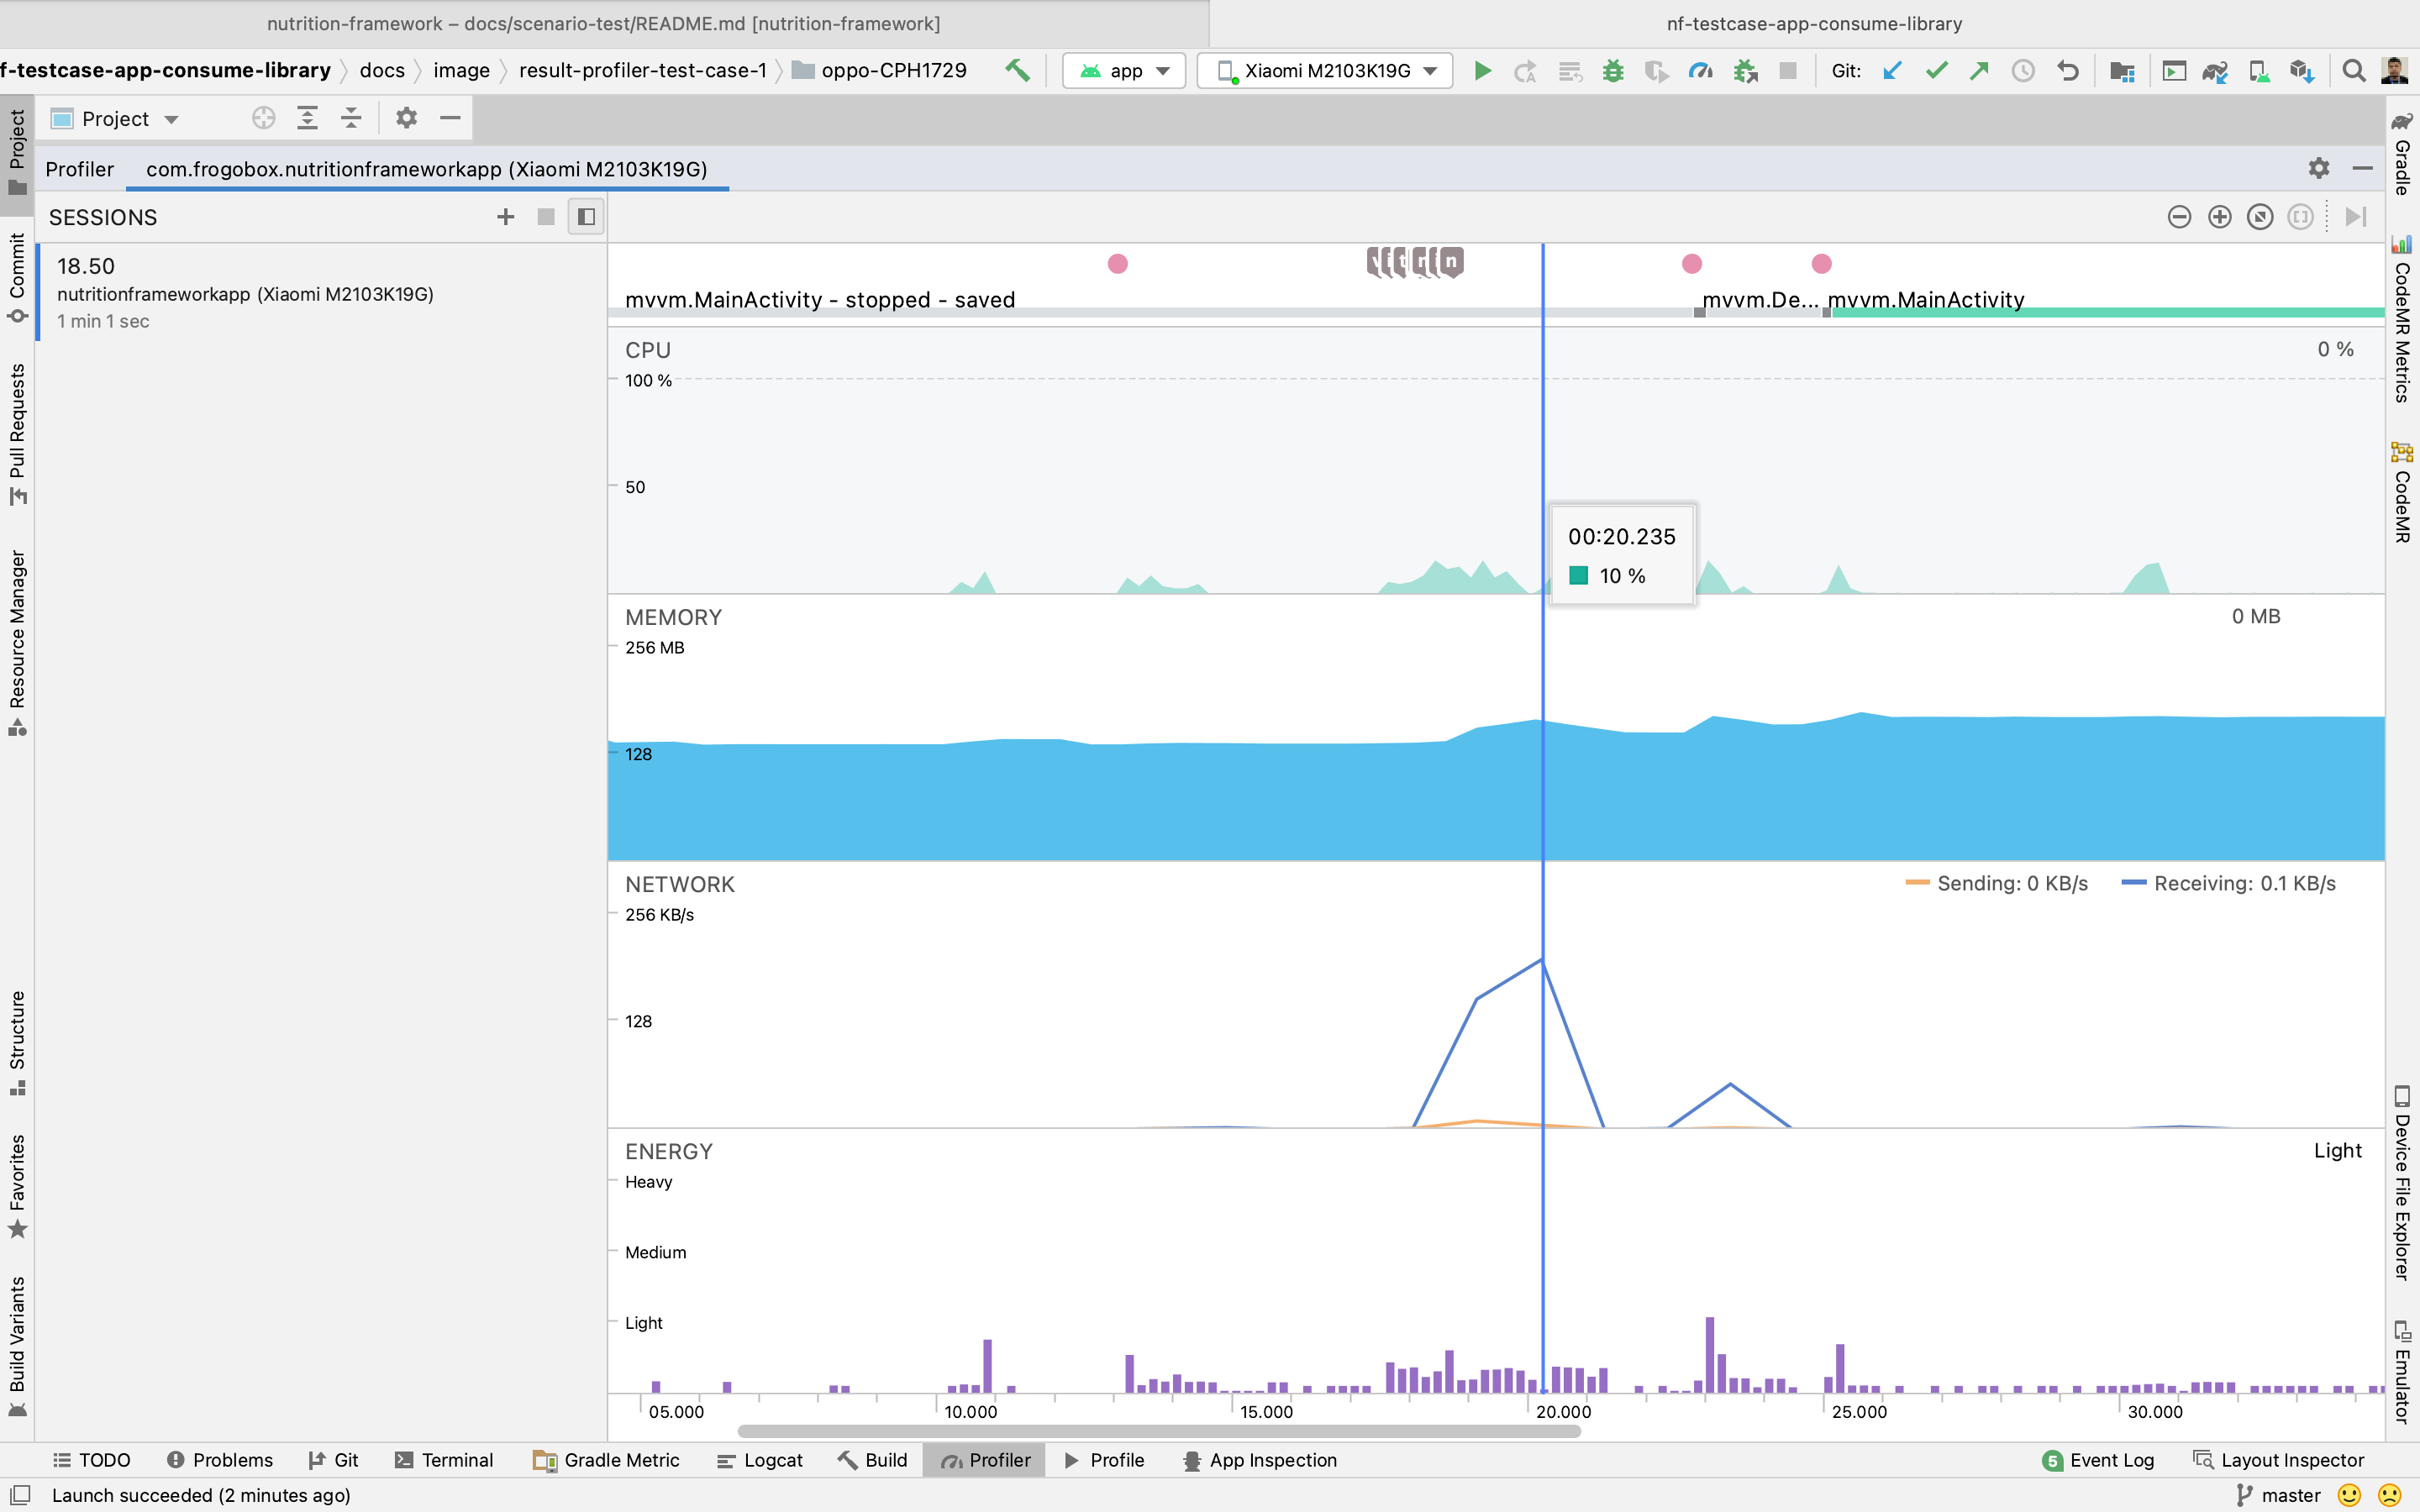 nutrition-framework – docs/scenario-test/README.md [nutrition-framework]
nf-testcase-app-consume-library
f-testcase-app-consume-library
docs
image
result-profiler-test-case-1
oppo-CPH1729
app
Xiaomi M2103K19G
Git:
Project
Project
Commit
Pull Requests
Resource Manager
Structure
Favorites
Build Variants
Profiler
com.frogobox.nutritionframeworkapp (Xiaomi M2103K19G)
SESSIONS
18.50
nutritionframeworkapp (Xiaomi M2103K19G)
1 min 1 sec
mvvm.MainActivity - stopped - saved
mvvm.De...
mvvm.MainActivity
CPU
0 %
100 %
50
00:20.235
10 %
MEMORY
0 MB
256 MB
128
NETWORK
Sending: 0 KB/s
Receiving: 0.1 KB/s
256 KB/s
128
ENERGY
Light
Heavy
Medium
Light
05.000
10.000
15.000
20.000
25.000
30.000
Gradle
CodeMR Metrics
CodeMR
Device File Explorer
Emulator
TODO
Problems
Git
Terminal
Gradle Metric
Logcat
Build
Profiler
Profile
App Inspection
5 Event Log
Layout Inspector
Launch succeeded (2 minutes ago)
master